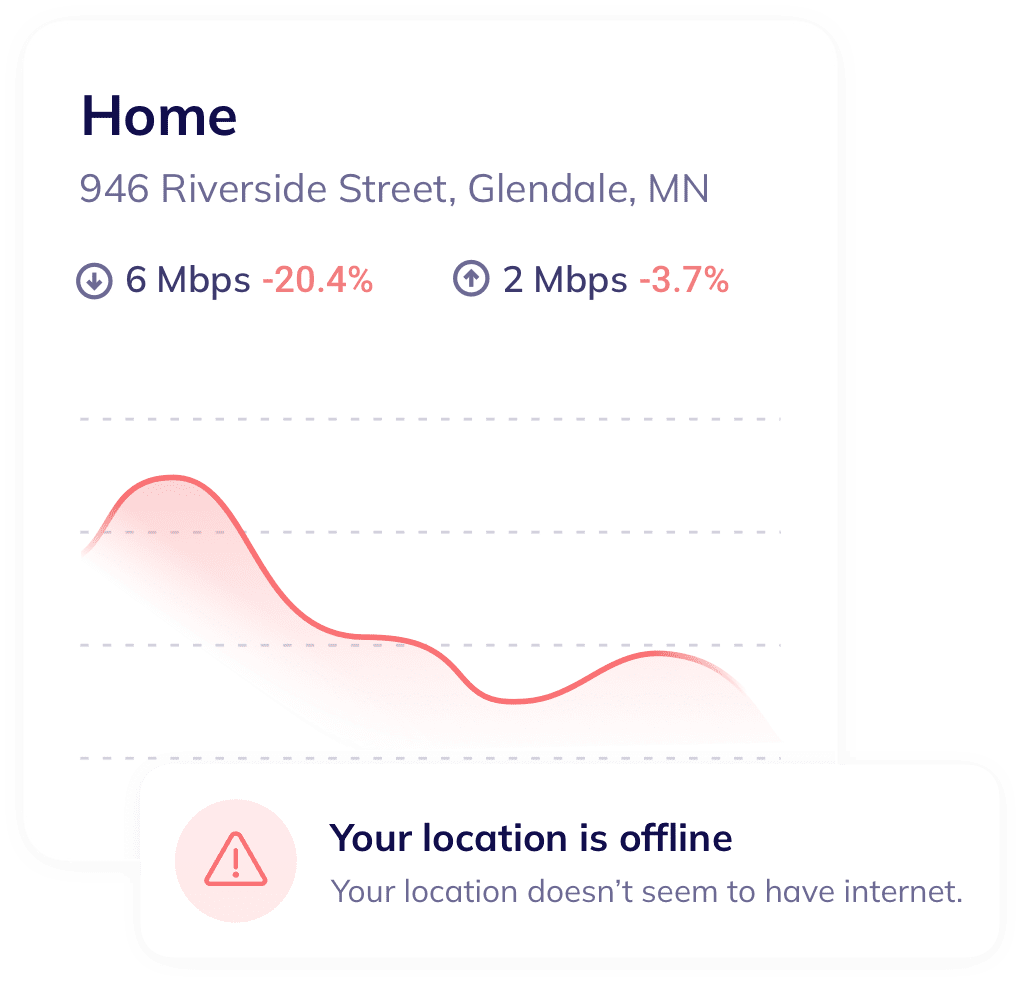 Home
946 Riverside Street, Glendale, MN
6 Mbps -20.4% 2 Mbps -3.7%
Your location is offline
Your location doesn’t seem to have internet.